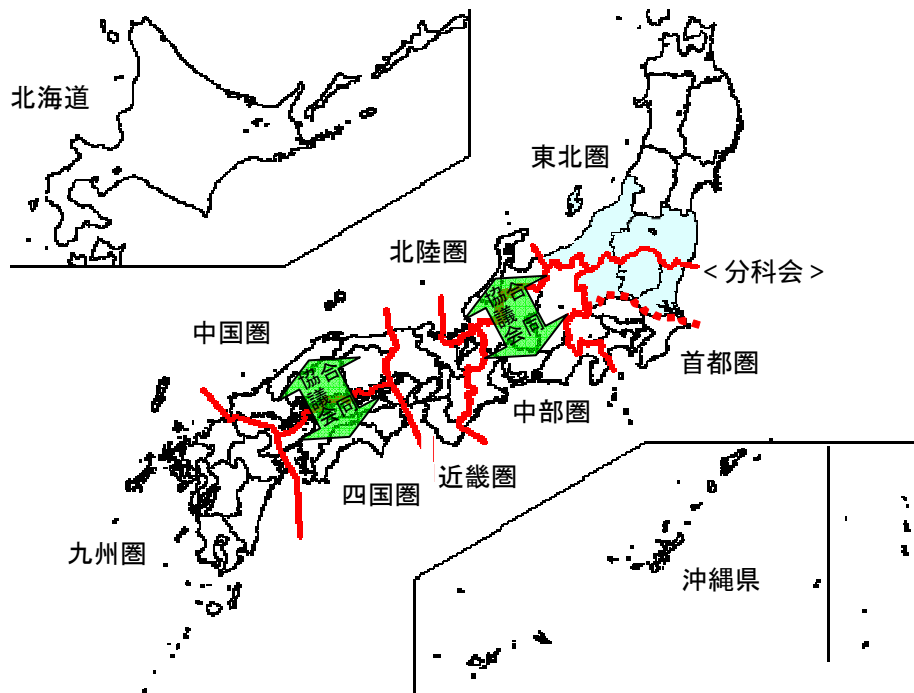 北海道
東北圏
北陸圏
<分科会>
合同
協議会
中国圏
首都圏
合同
協議会
中部圏
近畿圏
四国圏
九州圏
沖縄県